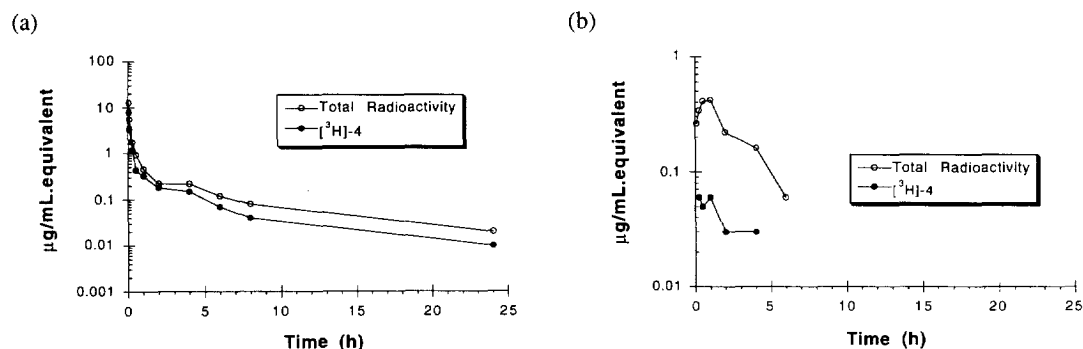 (a)
100
10
1
0.1
0.01
0.001
µg/mL.equivalent
Total Radioactivity
[³H]-4
0 5 10 15 20 25
Time (h)
(b)
1
0.1
0.01
µg/mL.equivalent
Total Radioactivity
[³H]-4
0 5 10 15 20 25
Time (h)